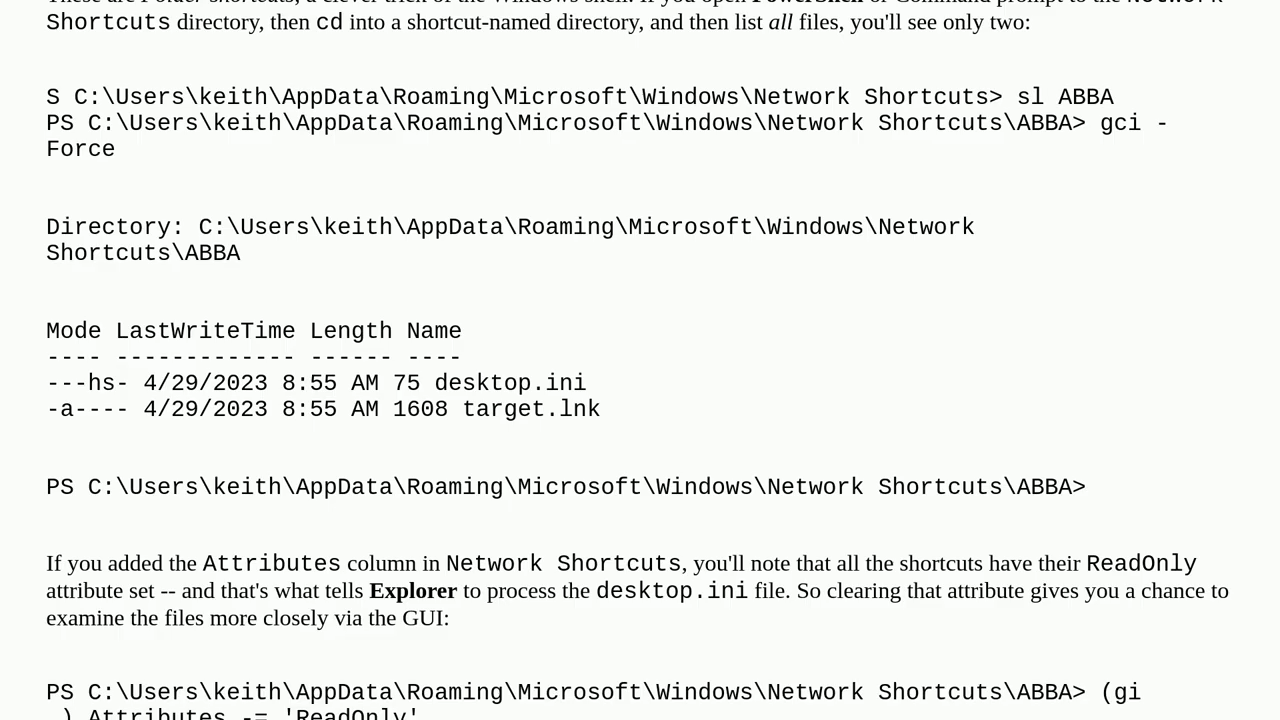 Shortcuts directory, then cd into a shortcut-named directory, and then list all files, you'll see only two:
S C:\Users\keith\AppData\Roaming\Microsoft\Windows\Network Shortcuts> sl ABBA
PS C:\Users\keith\AppData\Roaming\Microsoft\Windows\Network Shortcuts\ABBA> gci -
Force
Directory: C:\Users\keith\AppData\Roaming\Microsoft\Windows\Network
Shortcuts\ABBA
Mode LastWriteTime Length Name
---- ------------- ------ ----
---hs- 4/29/2023 8:55 AM 75 desktop.ini
-a---- 4/29/2023 8:55 AM 1608 target.lnk
PS C:\Users\keith\AppData\Roaming\Microsoft\Windows\Network Shortcuts\ABBA>
If you added the Attributes column in Network Shortcuts, you'll note that all the shortcuts have their ReadOnly
attribute set -- and that's what tells Explorer to process the desktop.ini file. So clearing that attribute gives you a chance to
examine the files more closely via the GUI:
PS C:\Users\keith\AppData\Roaming\Microsoft\Windows\Network Shortcuts\ABBA> (gi
.).Attributes -= 'ReadOnly'